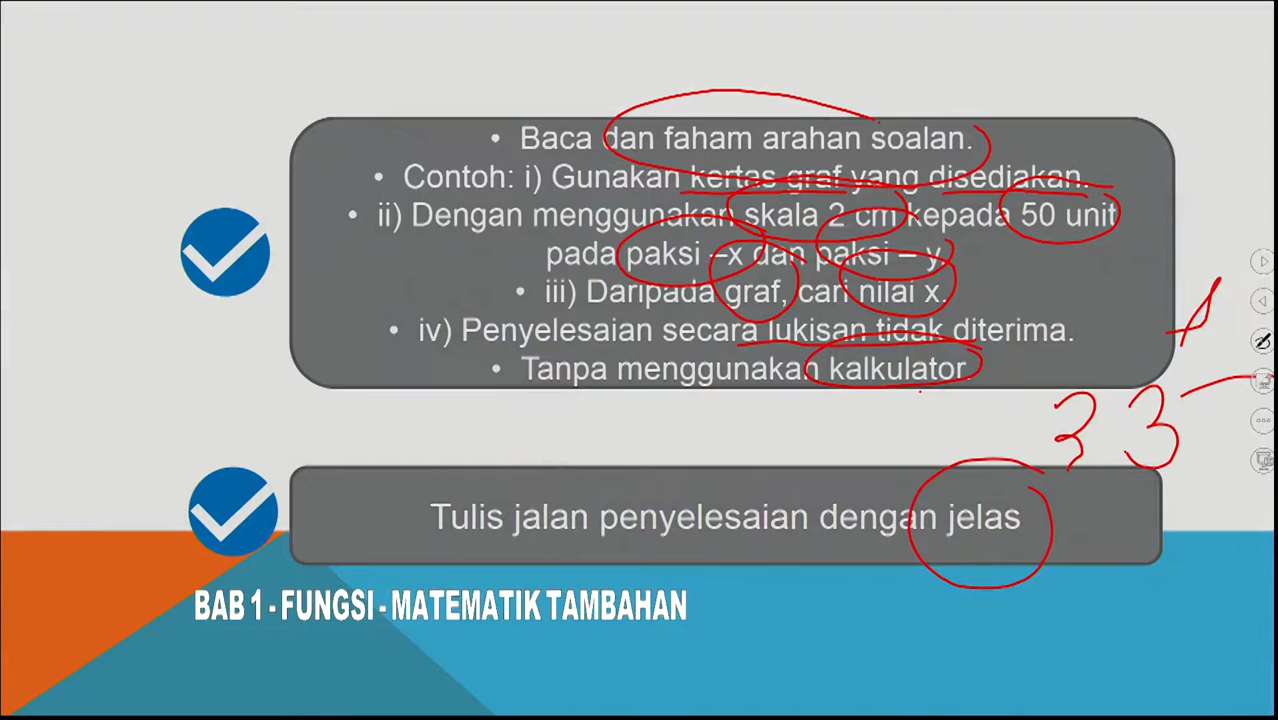 • Baca dan faham arahan soalan.
• Contoh: i) Gunakan kertas graf yang disediakan.
• ii) Dengan menggunakan skala 2 cm kepada 50 unit
pada paksi –x dan paksi – y.
• iii) Daripada graf, cari nilai x.
• iv) Penyelesaian secara lukisan tidak diterima.
• Tanpa menggunakan kalkulator.
3 3
Tulis jalan penyelesaian dengan jelas
BAB 1 - FUNGSI - MATEMATIK TAMBAHAN